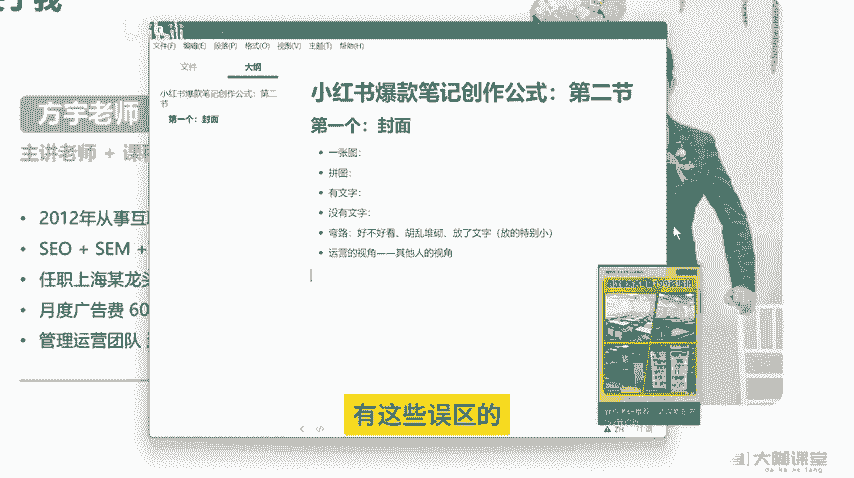 文件(F) 编辑(E) 段落(P) 格式(O) 视图(V) 主题(T) 帮助(H)
文件 大纲
小红书爆款笔记创作公式：第二节
第一个：封面
小红书爆款笔记创作公式：第二节
第一个：封面
• 一张图：
• 拼图：
• 有文字：
• 没有文字：
• 弯路：好不好看、胡乱堆砌、放了文字（放的特别小）
• 运营的视角——其他人的视角
方宇老师
主讲老师 + 课
• 2012年从事互
• SEO + SEM +
• 任职上海某龙头
• 月度广告费 60
• 管理运营团队
有这些误区的
大脚课堂
da jiao ke tang